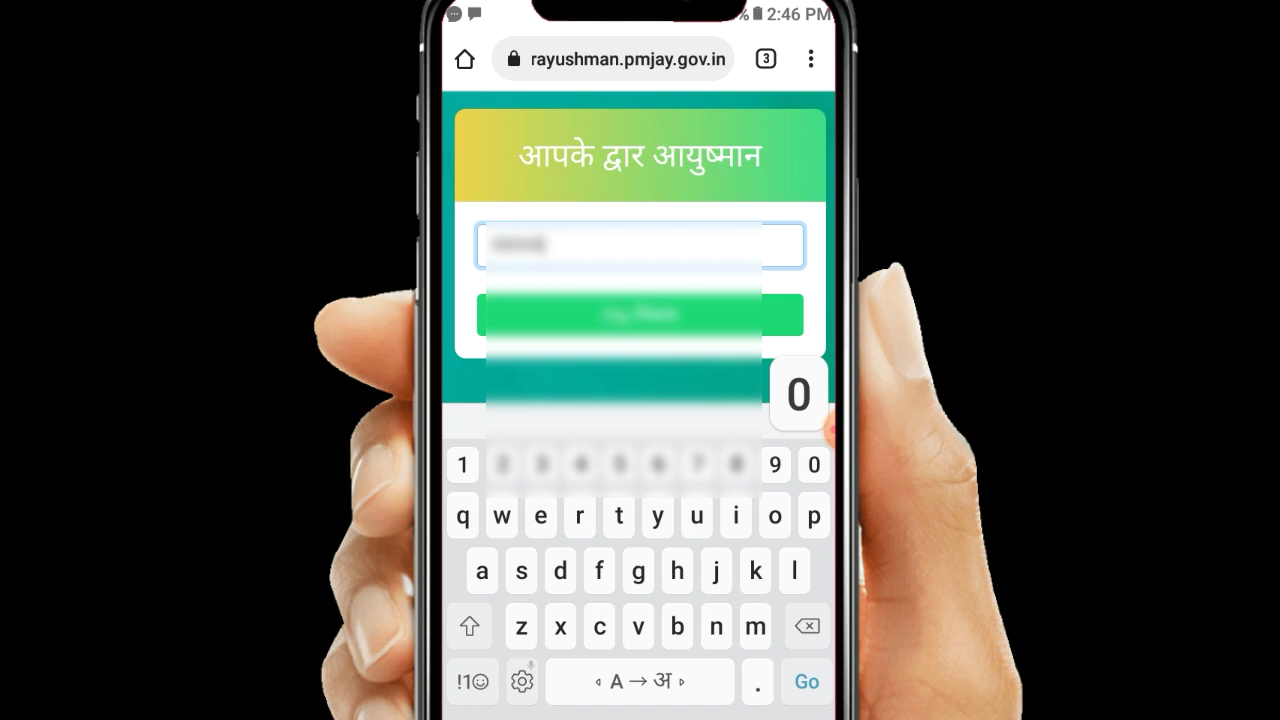 % 2:46 PM
rayushman.pmjay.gov.in 3
आपके द्वार आयुष्मान
0
1 9 0
q w e r t y u i o p
a s d f g h j k l
z x c v b n m
!1☺ A → अ . Go